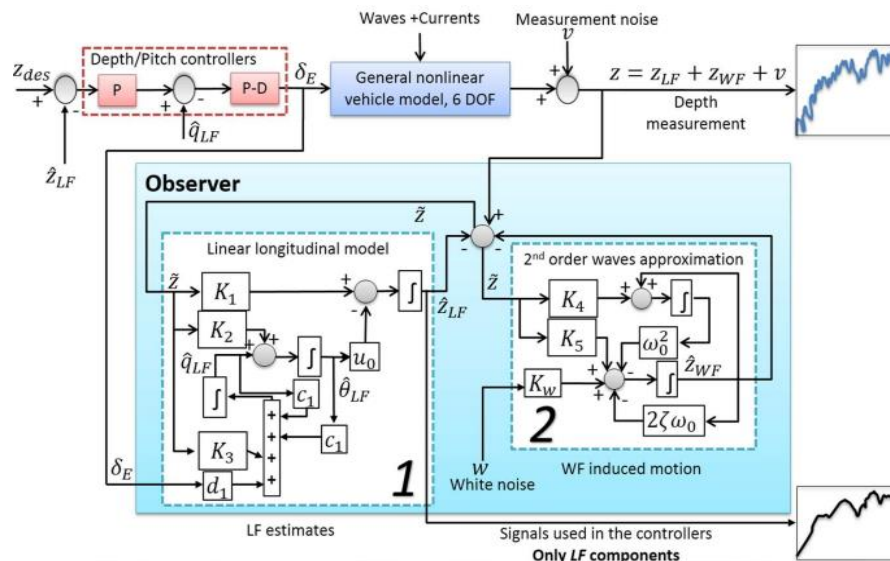 Waves +Currents
Measurement noise
v
Depth/Pitch controllers
z_des
+
-
P
+
-
P-D
δ_E
General nonlinear
vehicle model, 6 DOF
+
+
z = z_LF + z_WF + v
Depth
measurement
q̂_LF
ẑ_LF
Observer
z̃
+
-
-
Linear longitudinal model
2nd order waves approximation
z̃
K_1
+
-
∫
ẑ_LF
z̃
K_4
+
+
∫
K_2
+
+
∫
u_0
K_5
ω_0^2
q̂_LF
θ̂_LF
+
-
∫
ẑ_WF
∫
c_1
K_w
+
-
c_1
2ζω_0
K_3
+
+
+
+
1
2
δ_E
d_1
w
White noise
WF induced motion
LF estimates
Signals used in the controllers
Only LF components